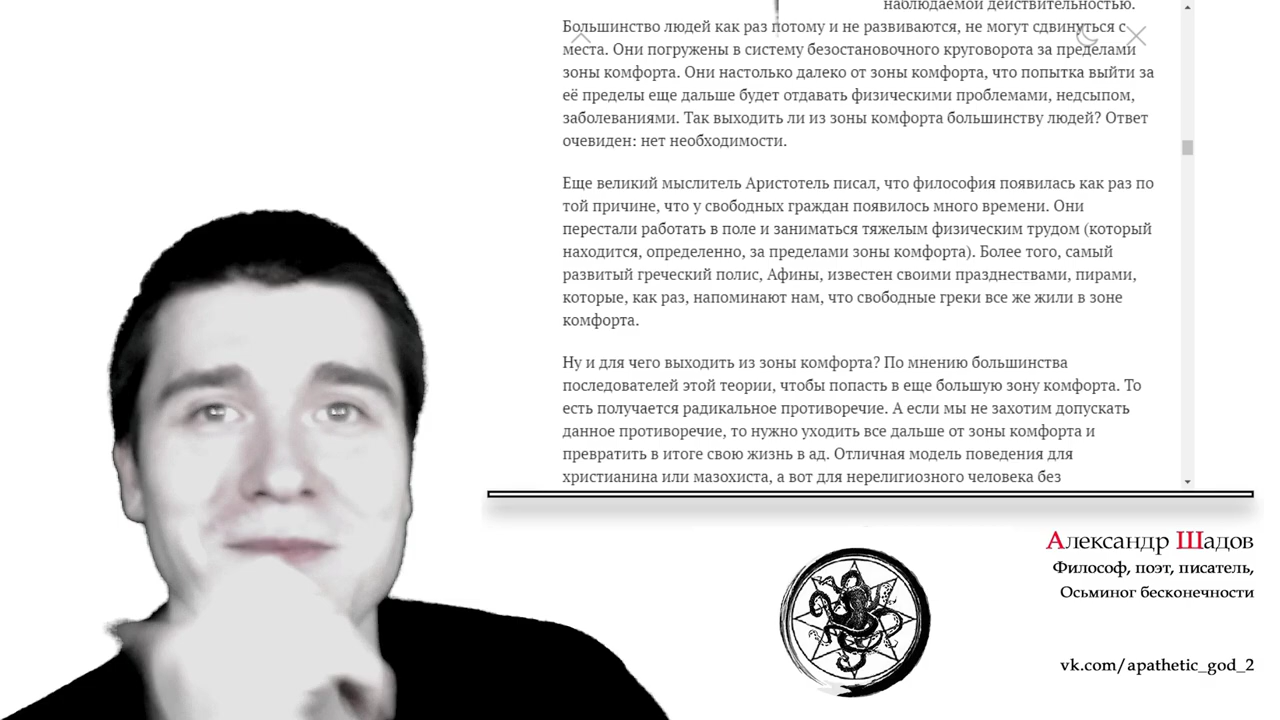 наблюдаемой действительностью.
Большинство людей как раз потому и не развиваются, не могут сдвинуться с
места. Они погружены в систему безостановочного круговорота за пределами
зоны комфорта. Они настолько далеко от зоны комфорта, что попытка выйти за
её пределы еще дальше будет отдавать физическими проблемами, недсыпом,
заболеваниями. Так выходить ли из зоны комфорта большинству людей? Ответ
очевиден: нет необходимости.
Еще великий мыслитель Аристотель писал, что философия появилась как раз по
той причине, что у свободных граждан появилось много времени. Они
перестали работать в поле и заниматься тяжелым физическим трудом (который
находится, определенно, за пределами зоны комфорта). Более того, самый
развитый греческий полис, Афины, известен своими празднествами, пирами,
которые, как раз, напоминают нам, что свободные греки все же жили в зоне
комфорта.
Ну и для чего выходить из зоны комфорта? По мнению большинства
последователей этой теории, чтобы попасть в еще большую зону комфорта. То
есть получается радикальное противоречие. А если мы не захотим допускать
данное противоречие, то нужно уходить все дальше от зоны комфорта и
превратить в итоге свою жизнь в ад. Отличная модель поведения для
христианина или мазохиста, а вот для нерелигиозного человека без
Александр Шадов
Философ, поэт, писатель,
Осьминог бесконечности
vk.com/apathetic_god_2